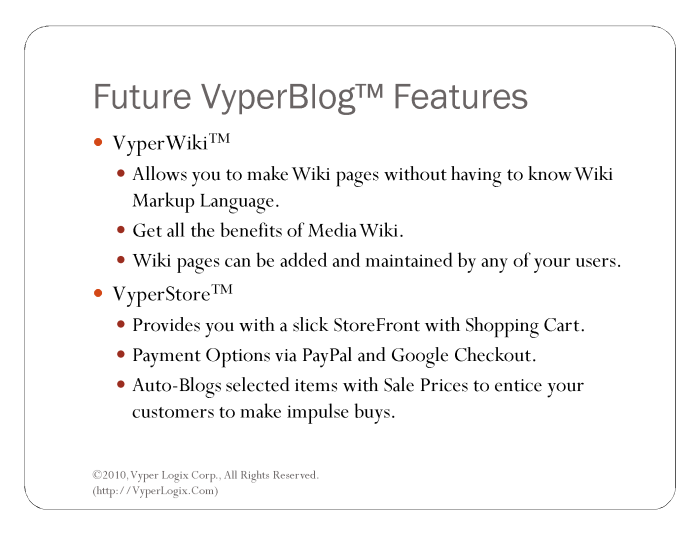 Future VyperBlog™ Features
VyperWiki™
Allows you to make Wiki pages without having to know Wiki
Markup Language.
Get all the benefits of MediaWiki.
Wiki pages can be added and maintained by any of your users.
VyperStore™
Provides you with a slick StoreFront with Shopping Cart.
Payment Options via PayPal and Google Checkout.
Auto-Blogs selected items with Sale Prices to entice your
customers to make impulse buys.
©2010, Vyper Logix Corp., All Rights Reserved.
(http://VyperLogix.Com)